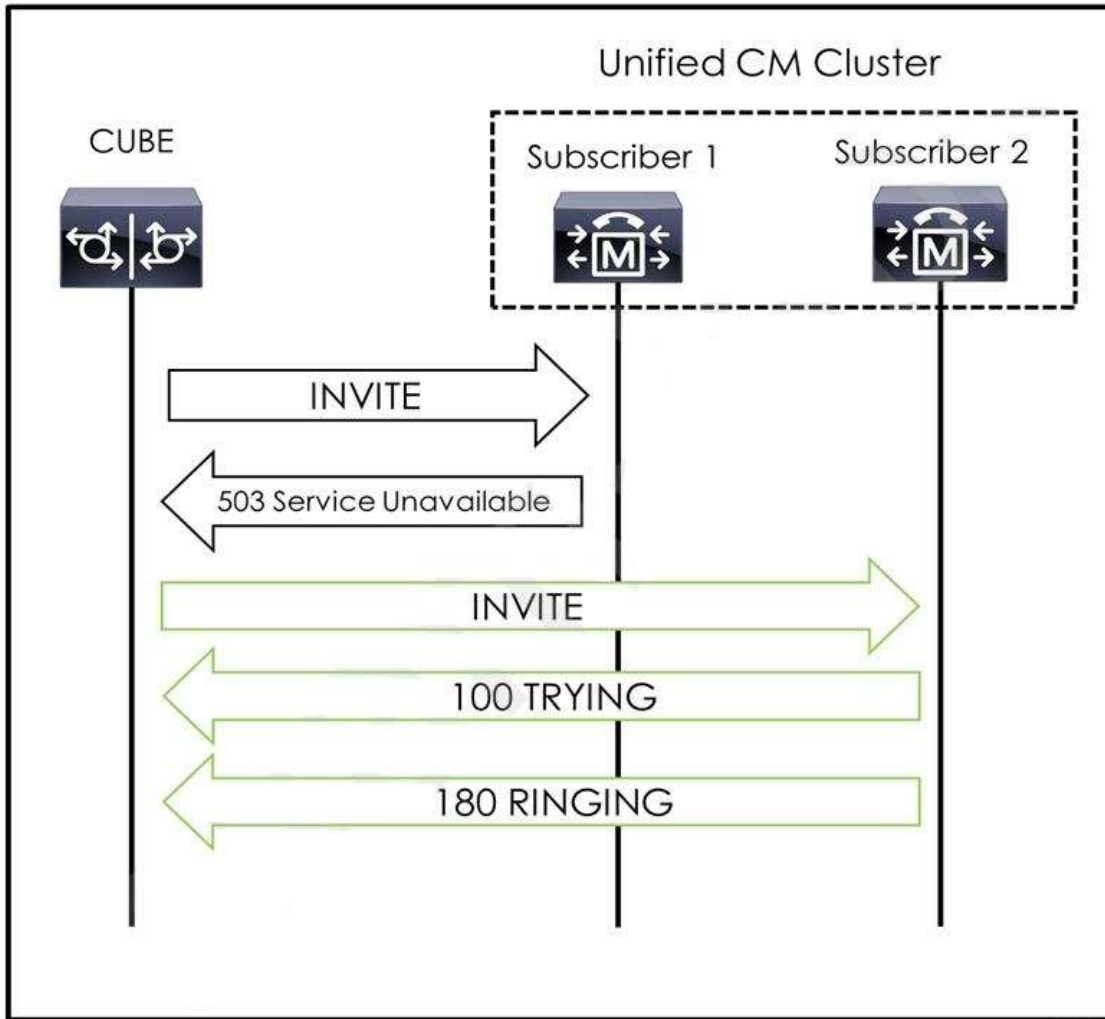 Unified CM Cluster
CUBE
Subscriber 1
Subscriber 2
M
M
INVITE
503 Service Unavailable
INVITE
100 TRYING
180 RINGING